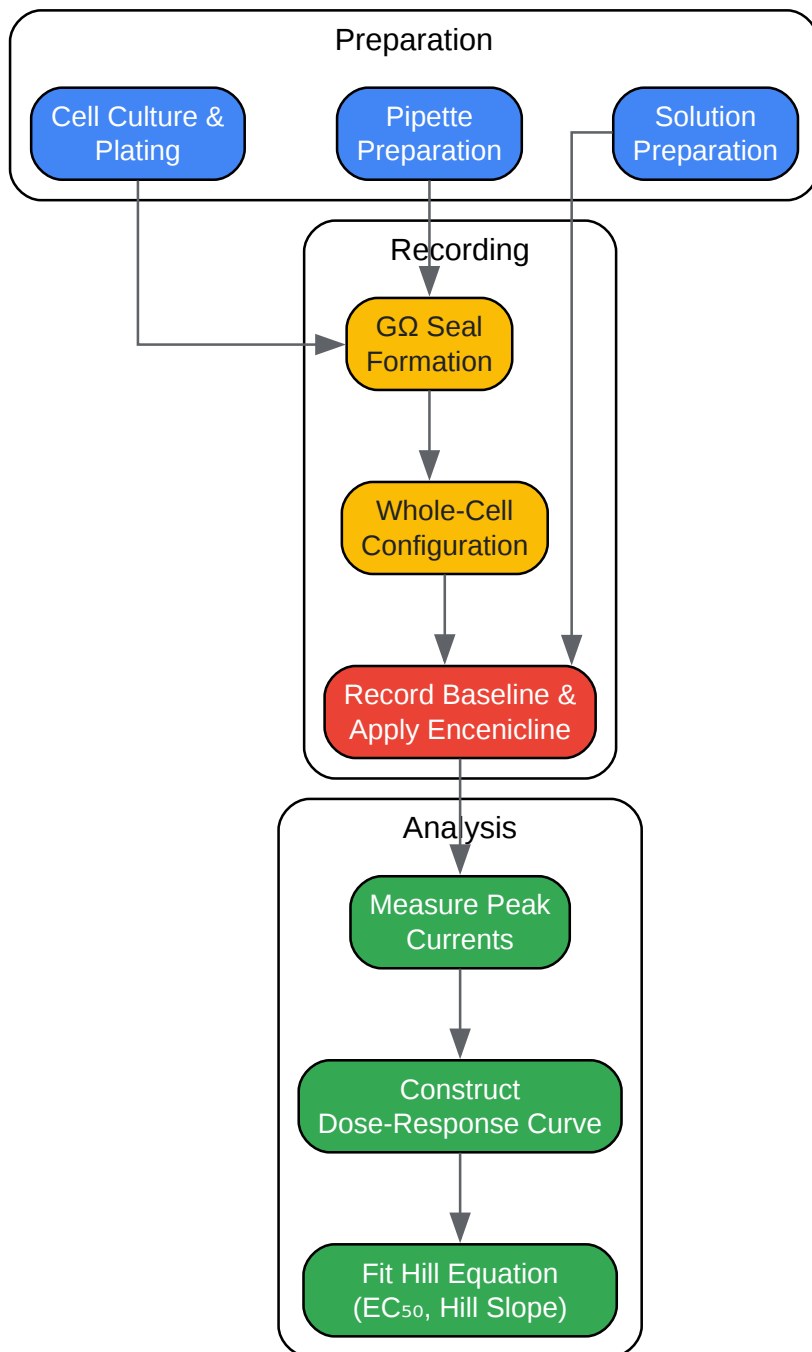 Preparation
Cell Culture &
Plating
Pipette
Preparation
Solution
Preparation
Recording
GΩ Seal
Formation
Whole-Cell
Configuration
Record Baseline &
Apply Encenicline
Analysis
Measure Peak
Currents
Construct
Dose-Response Curve
Fit Hill Equation
(EC₅₀, Hill Slope)